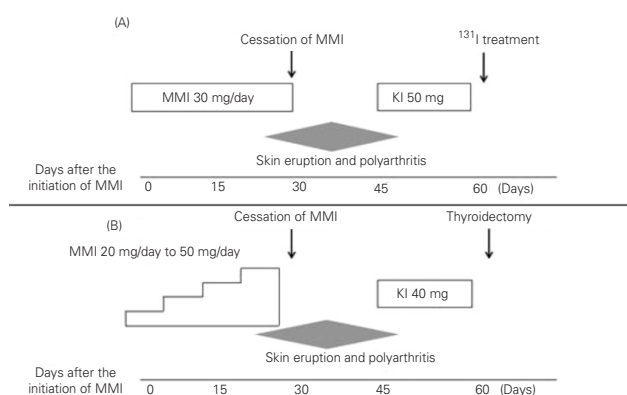 (A)
Cessation of MMI
¹³¹I treatment
MMI 30 mg/day
KI 50 mg
Skin eruption and polyarthritis
Days after the
initiation of MMI
0 15 30 45 60 (Days)
(B)
Cessation of MMI
Thyroidectomy
MMI 20 mg/day to 50 mg/day
KI 40 mg
Skin eruption and polyarthritis
Days after the
initiation of MMI
0 15 30 45 60 (Days)